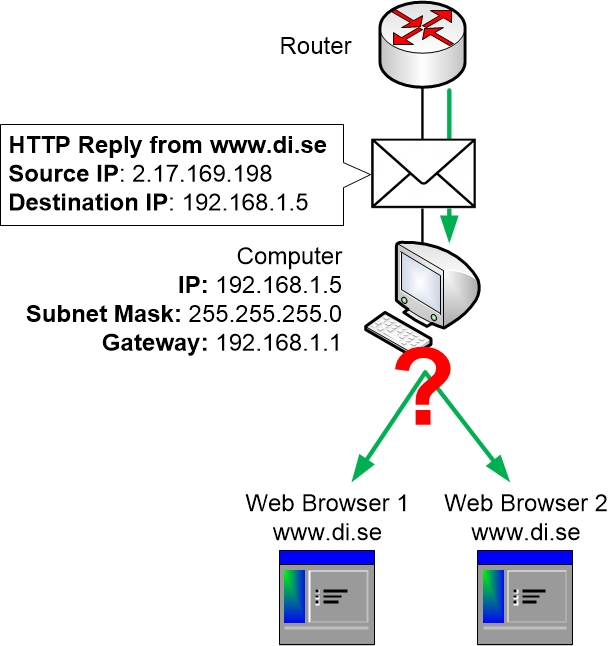 Router
HTTP Reply from www.di.se
Source IP: 2.17.169.198
Destination IP: 192.168.1.5
Computer
IP: 192.168.1.5
Subnet Mask: 255.255.255.0
Gateway: 192.168.1.1
?
Web Browser 1
www.di.se
Web Browser 2
www.di.se